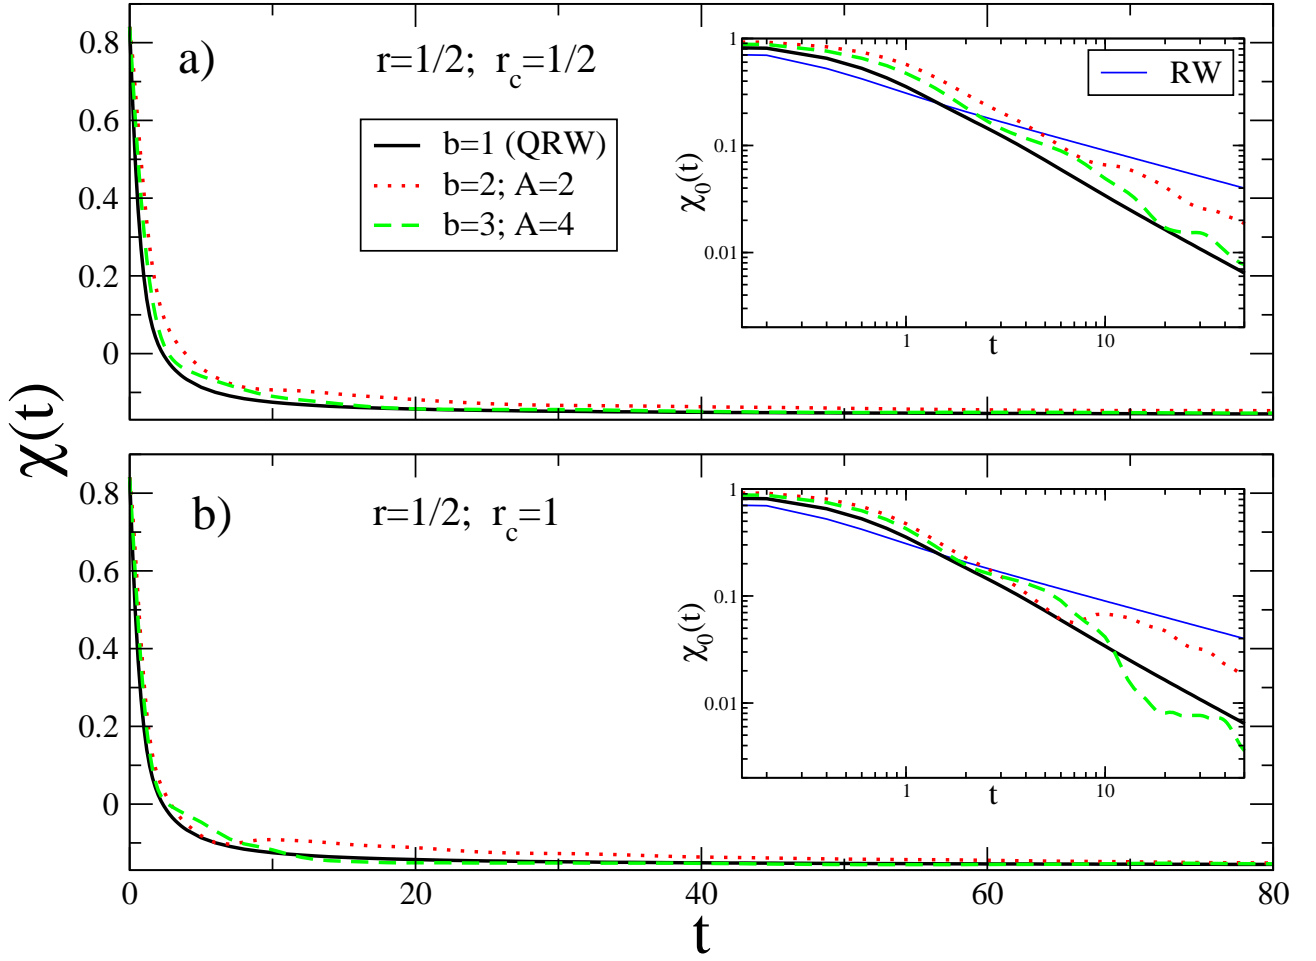 a)
r=1/2; r_c=1/2
b=1 (QRW)
b=2; A=2
b=3; A=4
0.8
0.6
0.4
0.2
0
RW
1
0.1
0.01
χ_0(t)
1
10
t
χ(t)
b)
r=1/2; r_c=1
0.8
0.6
0.4
0.2
0
1
0.1
0.01
χ_0(t)
1
10
t
0
20
40
60
80
t